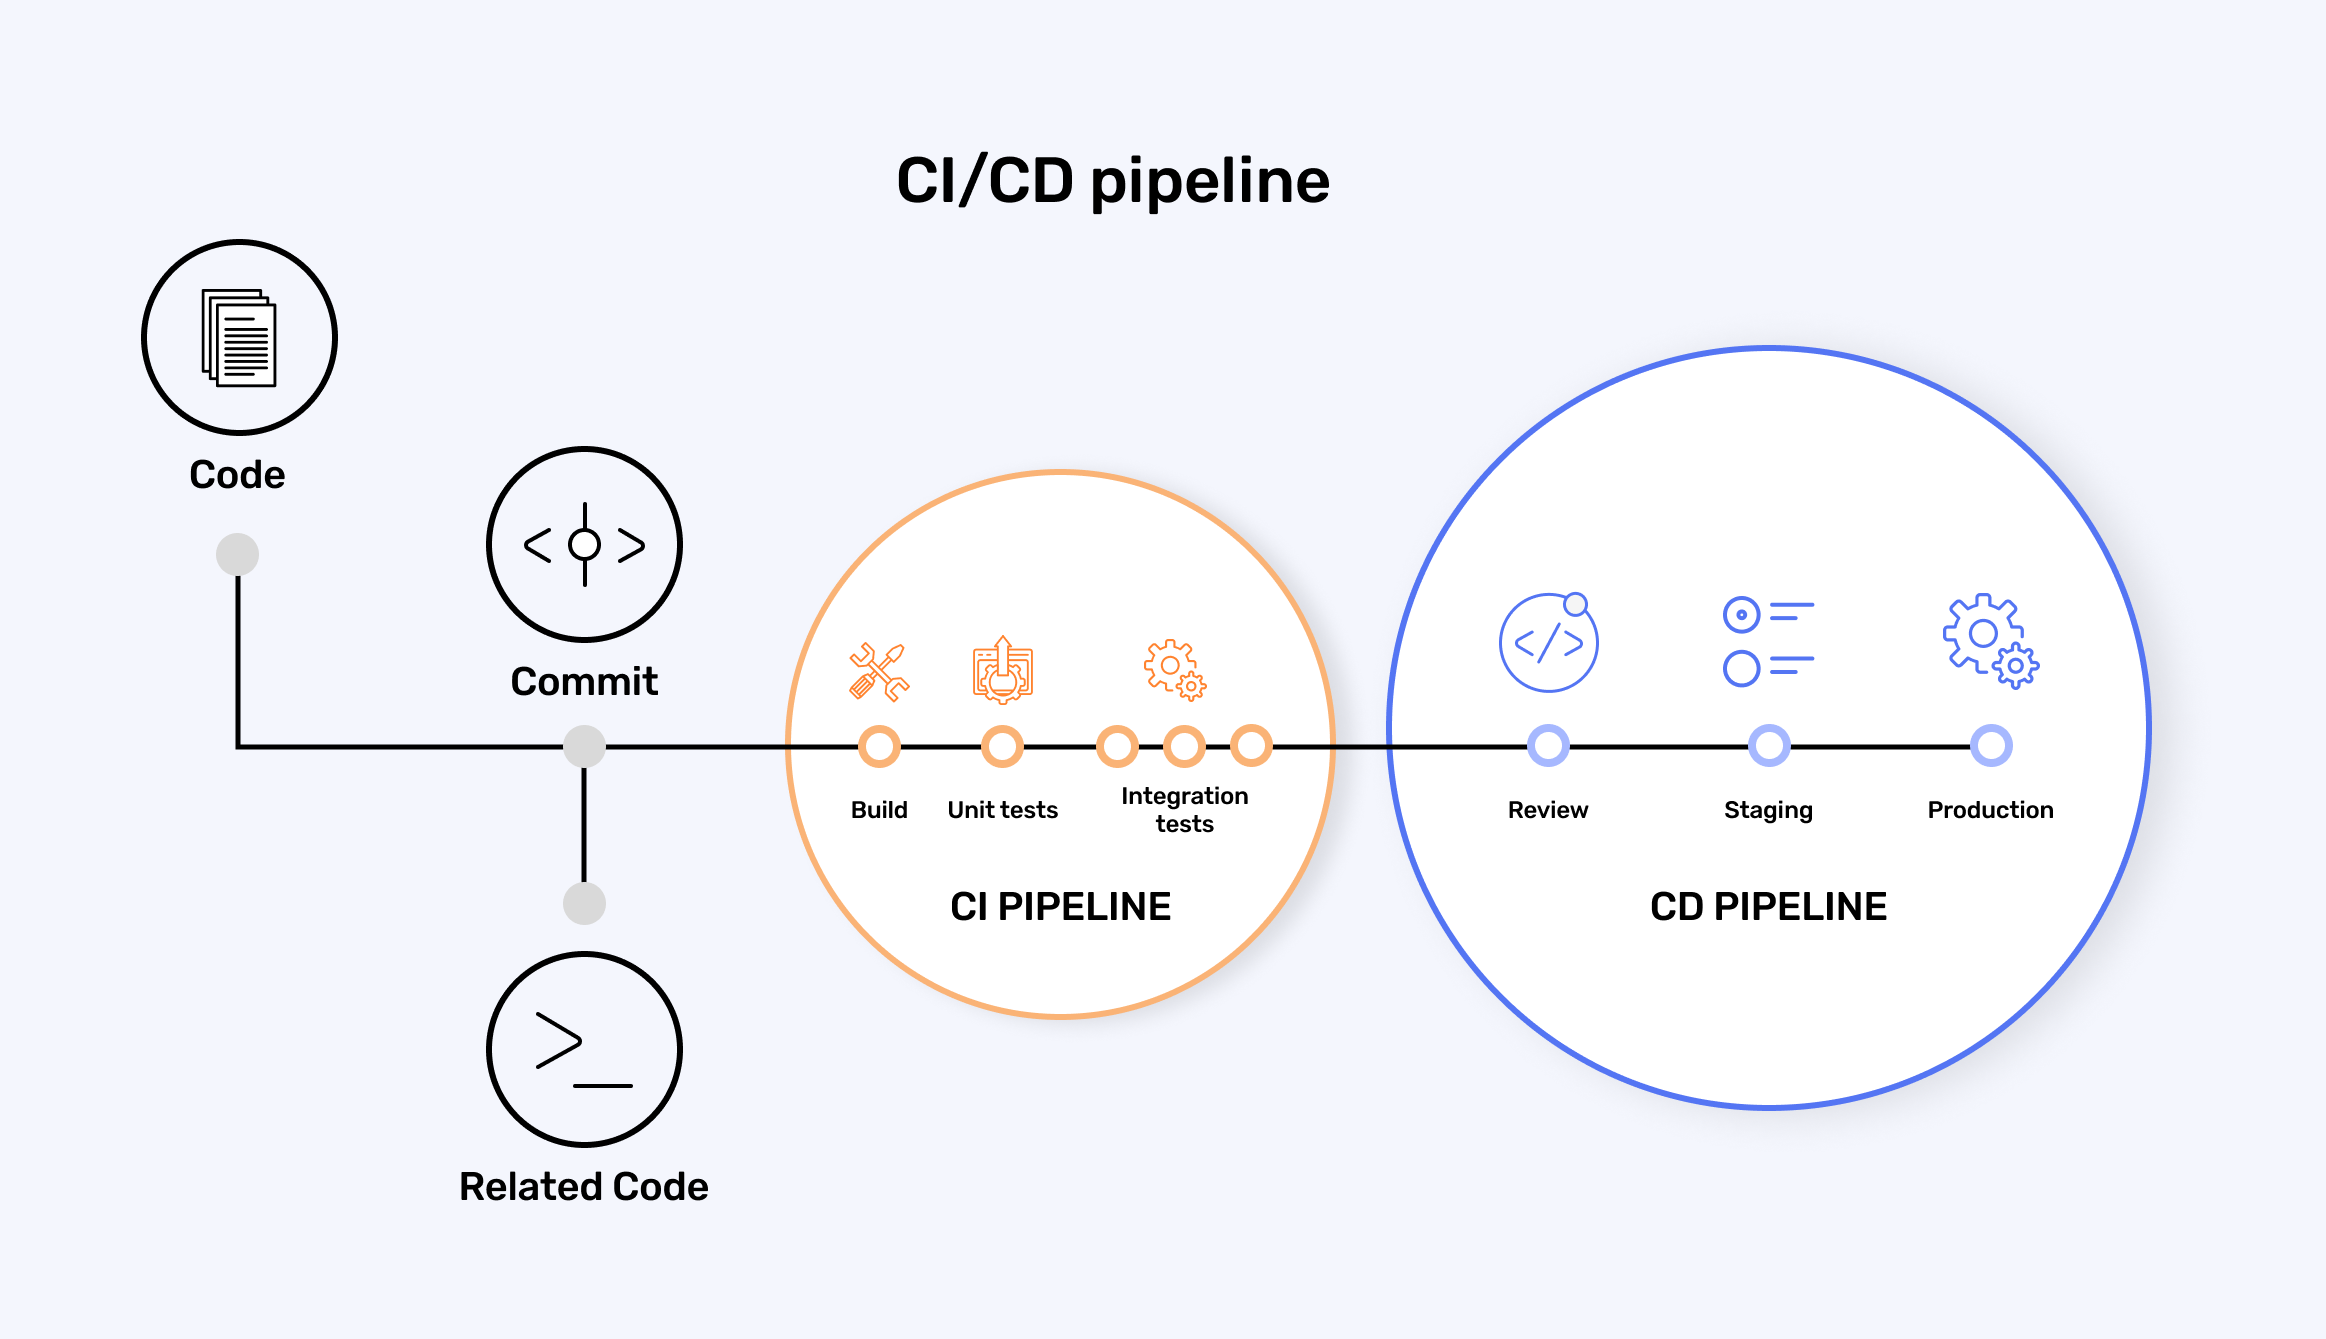 CI/CD pipeline
Code
Commit
Related Code
Build
Unit tests
Integration
tests
CI PIPELINE
Review
Staging
Production
CD PIPELINE